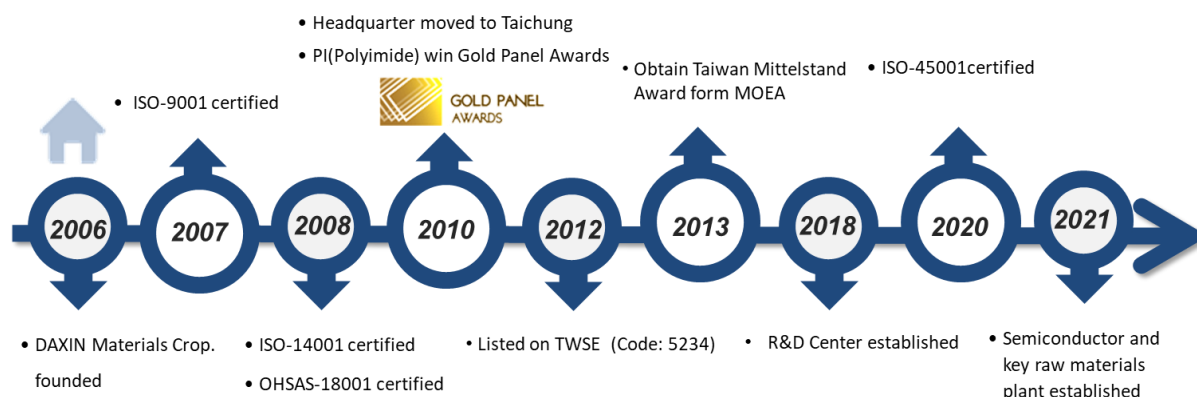 • Headquarter moved to Taichung
• PI(Polyimide) win Gold Panel Awards
GOLD PANEL
AWARDS
• ISO-9001 certified
• Obtain Taiwan Mittelstand
Award form MOEA
• ISO-45001certified
2006
2007
2008
2010
2012
2013
2018
2020
2021
• DAXIN Materials Crop.
founded
• ISO-14001 certified
• OHSAS-18001 certified
• Listed on TWSE (Code: 5234)
• R&D Center established
• Semiconductor and
key raw materials
plant established